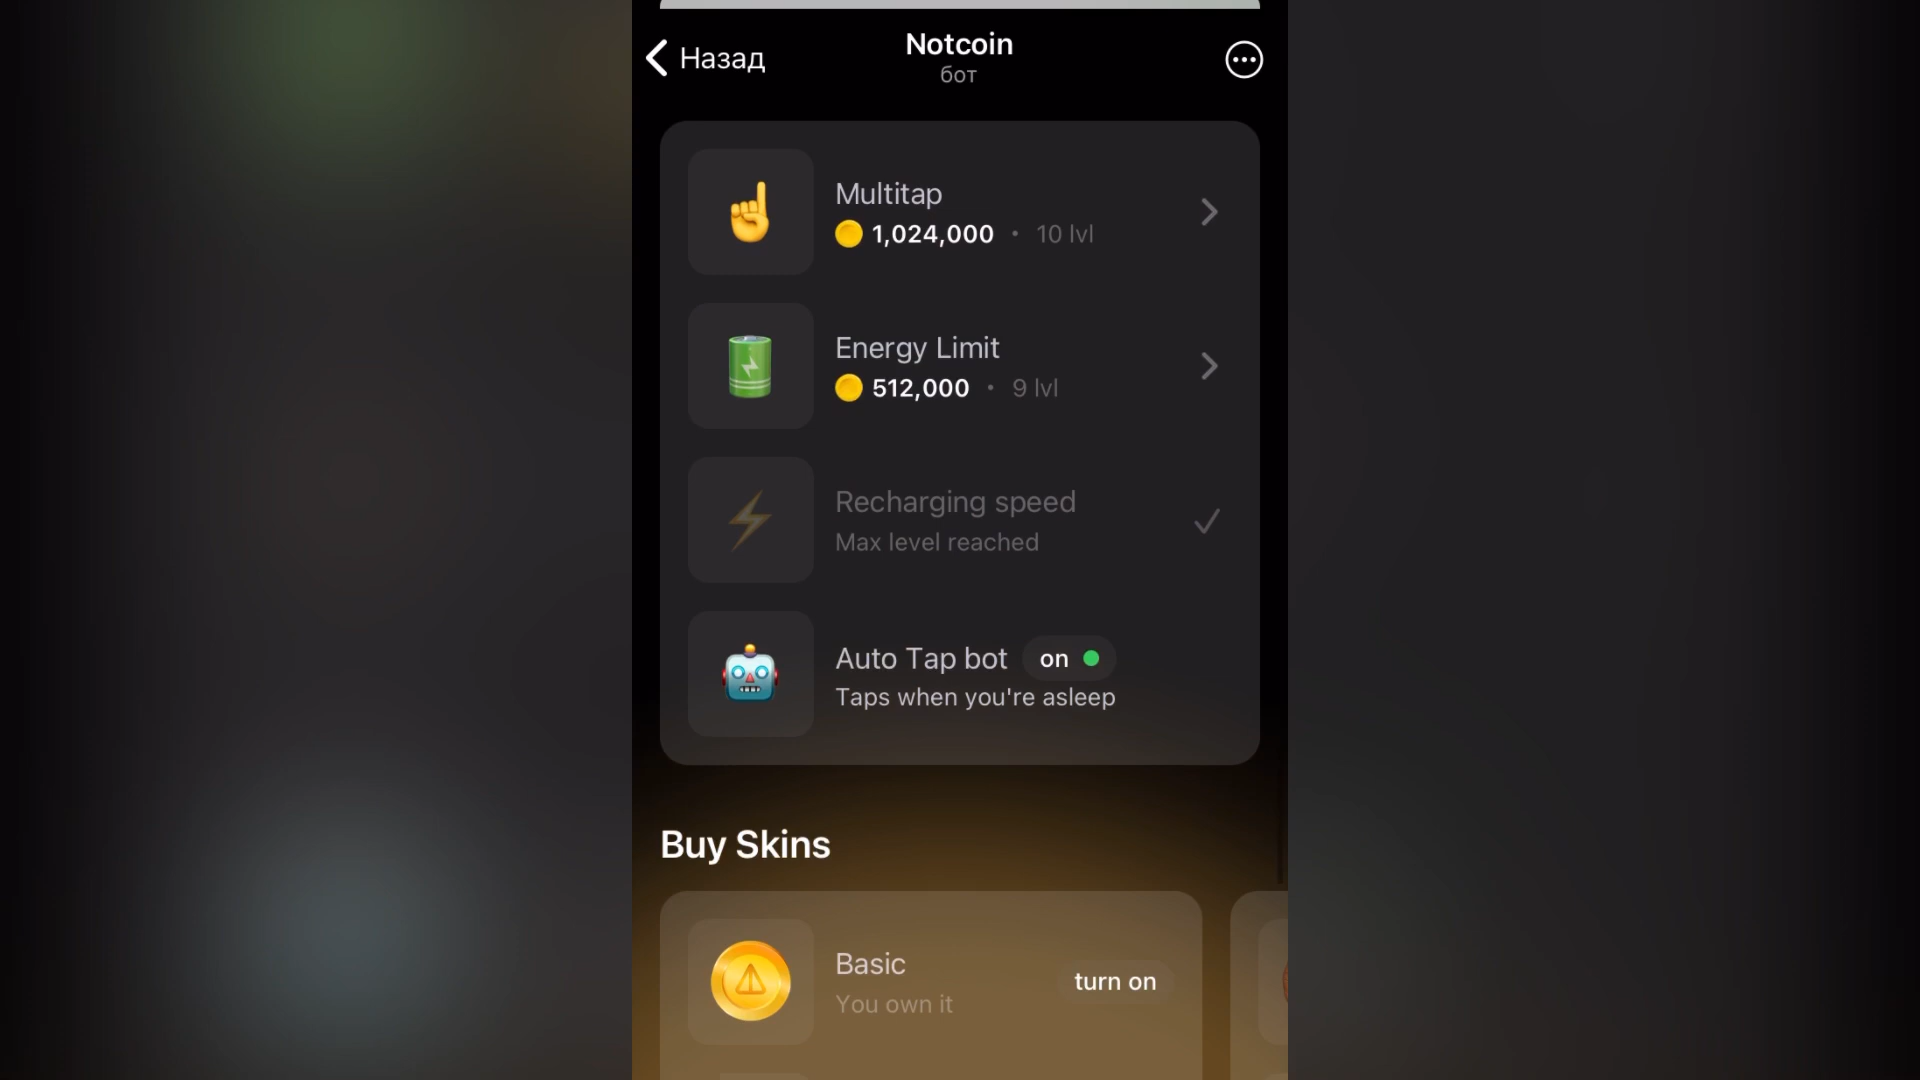 Назад
Notcoin
бот
Multitap
1,024,000 • 10 lvl
Energy Limit
512,000 • 9 lvl
Recharging speed
Max level reached
Auto Tap bot on
Taps when you're asleep
Buy Skins
Basic
You own it
turn on